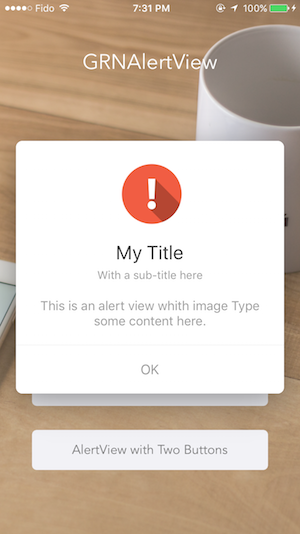 Fido 7:31 PM 100%
GRNAlertView
!
My Title
With a sub-title here
This is an alert view whith image Type
some content here.
OK
AlertView with Two Buttons